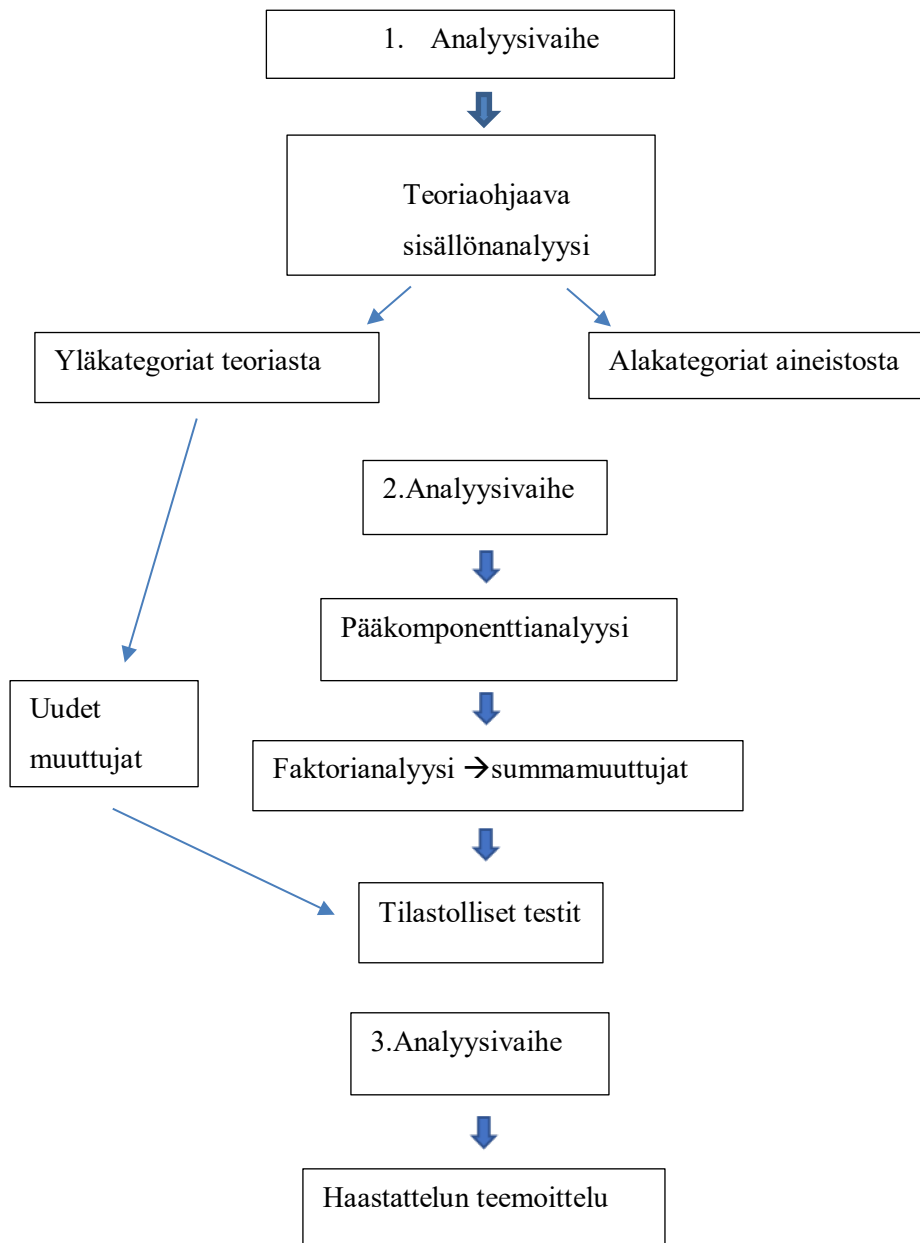 1. Analyysivaihe
Teoriaohjaava
sisällönanalyysi
Yläkategoriat teoriasta
Alakategoriat aineistosta
2.Analyysivaihe
Pääkomponenttianalyysi
Uudet
muuttujat
Faktorianalyysi →summamuuttujat
Tilastolliset testit
3.Analyysivaihe
Haastattelun teemoittelu